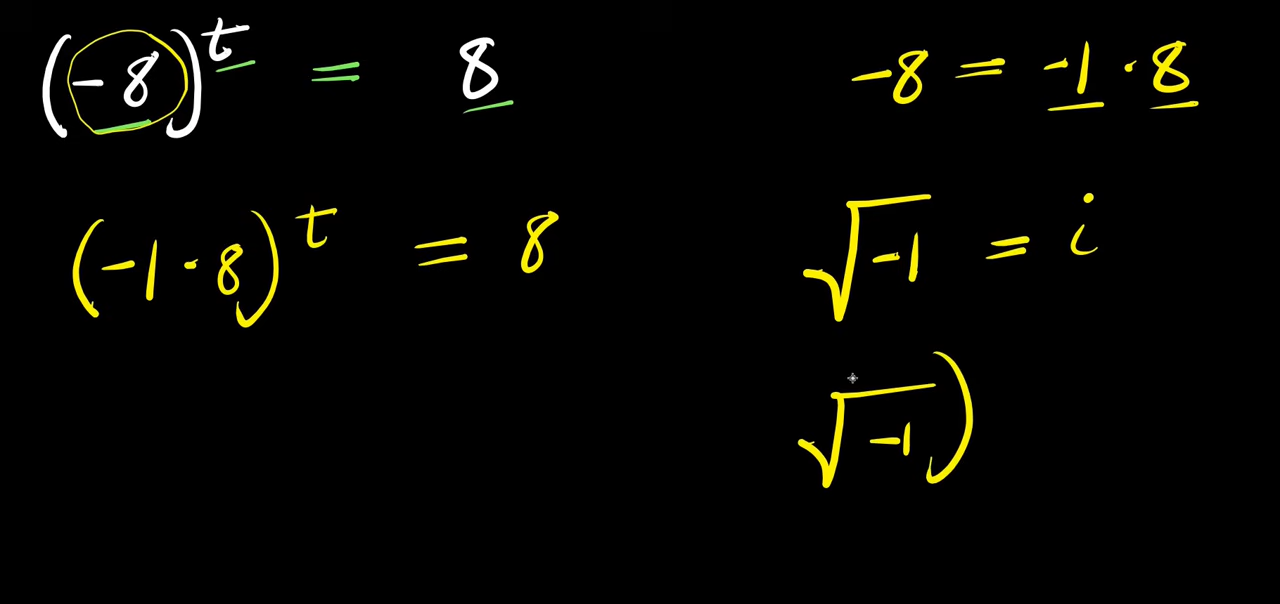 (-8)^t = 8
-8 = -1 · 8
(-1 · 8)^t = 8
√-1 = i
√-1)